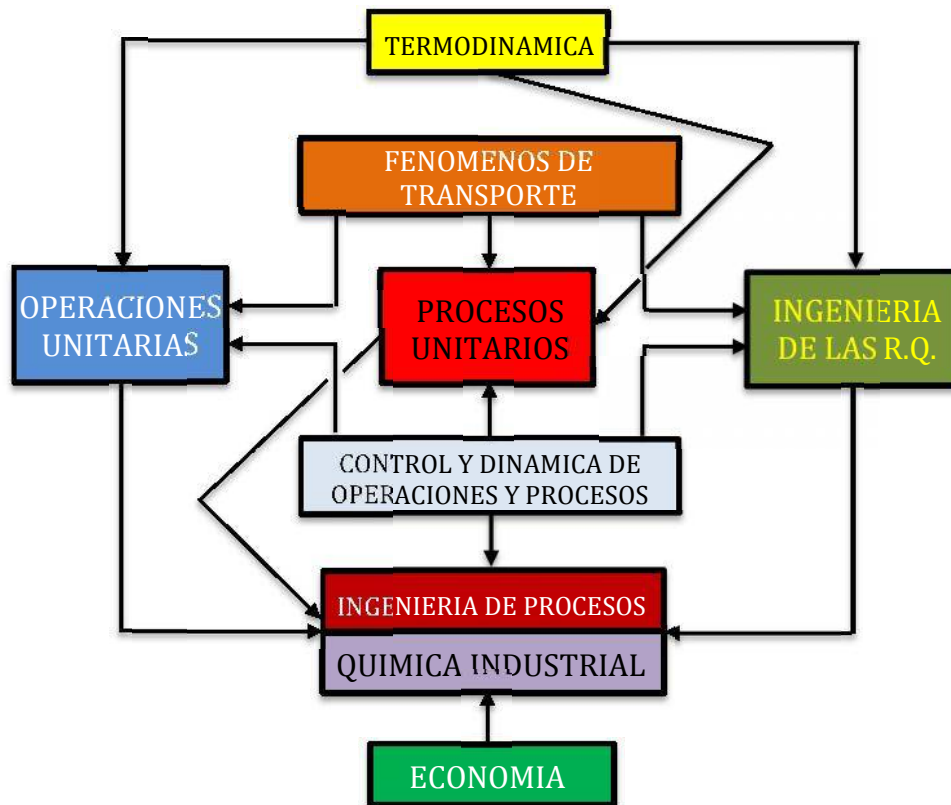 TERMODINAMICA
FENOMENOS DE
TRANSPORTE
OPERACIONES
UNITARIAS
PROCESOS
UNITARIOS
INGENIERIA
DE LAS R.Q.
CONTROL Y DINAMICA DE
OPERACIONES Y PROCESOS
INGENIERIA DE PROCESOS
QUIMICA INDUSTRIAL
ECONOMIA